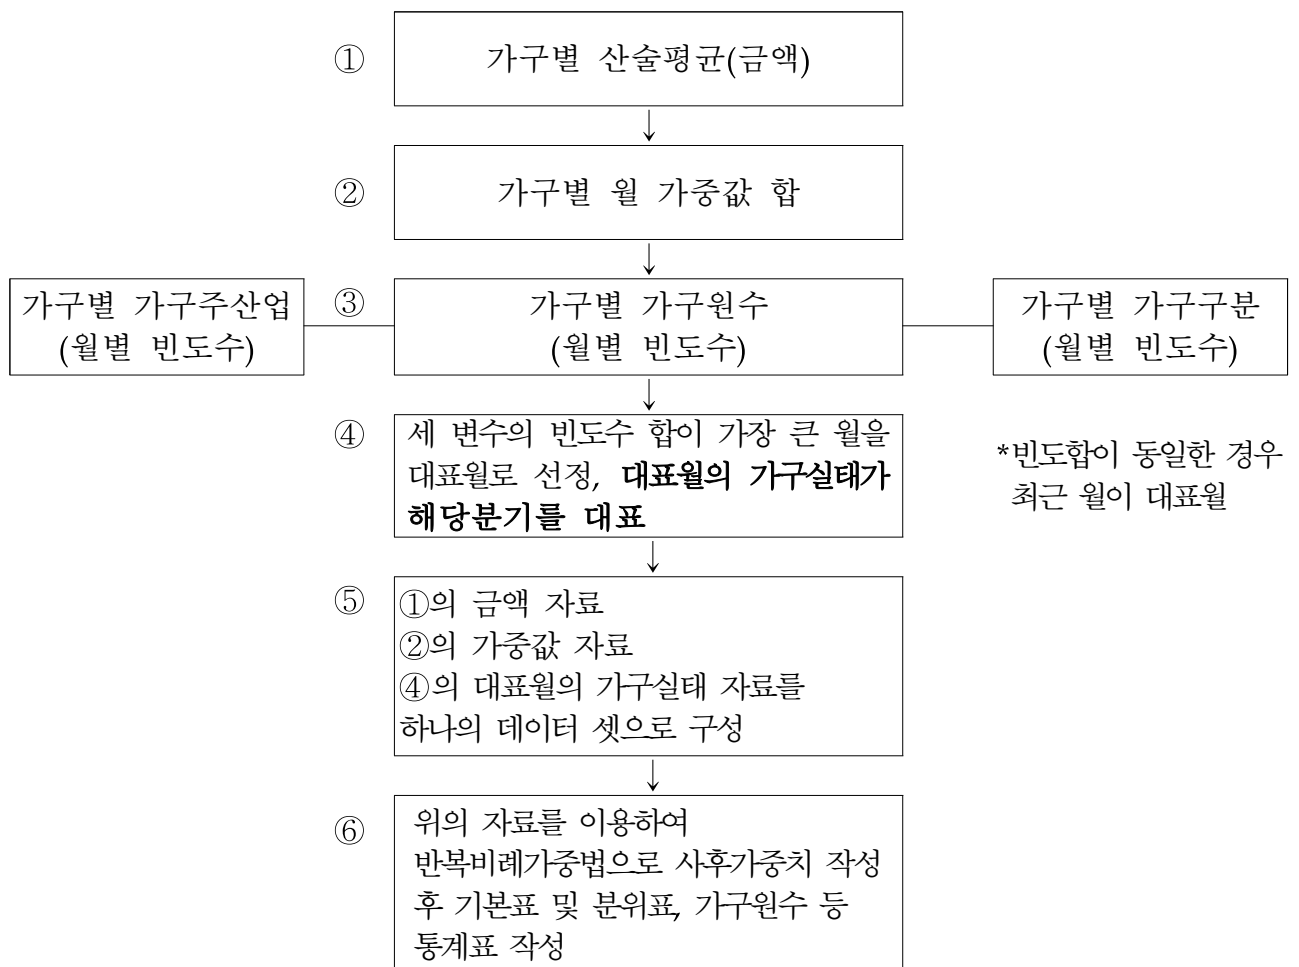 ① 가구별 산술평균(금액)
② 가구별 월 가중값 합
가구별 가구주산업
(월별 빈도수)
③ 가구별 가구원수
(월별 빈도수)
가구별 가구구분
(월별 빈도수)
④ 세 변수의 빈도수 합이 가장 큰 월을
대표월로 선정, 대표월의 가구실태가
해당분기를 대표
*빈도합이 동일한 경우
최근 월이 대표월
⑤ ①의 금액 자료
②의 가중값 자료
④의 대표월의 가구실태 자료를
하나의 데이터 셋으로 구성
⑥ 위의 자료를 이용하여
반복비례가중법으로 사후가중치 작성
후 기본표 및 분위표, 가구원수 등
통계표 작성